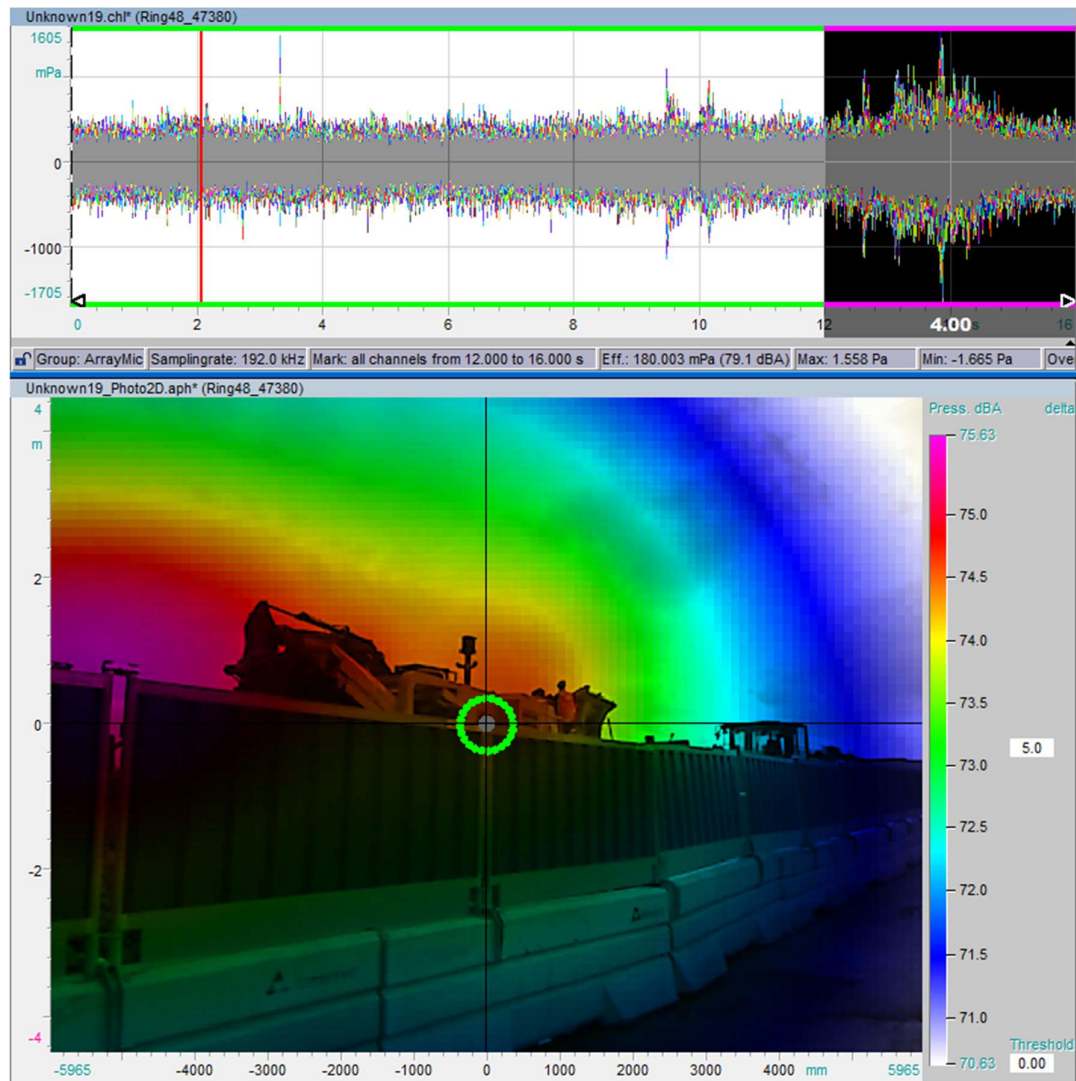 Unknown19.chl* (Ring48_47380)
1605
mPa
0
-1000
-1705
0 2 4 6 8 10 12 4.00 s 16
Group: ArrayMic Samplingrate: 192.0 kHz Mark: all channels from 12.000 to 16.000 s Eff.: 180.003 mPa (79.1 dBA) Max: 1.558 Pa Min: -1.665 Pa Ove
Unknown19_Photo2D.aph* (Ring48_47380)
4
m
2
0
-2
-4
-5965 -4000 -3000 -2000 -1000 0 1000 2000 3000 4000 mm 5965
Press. dBA delta
75.63
75.0
74.5
74.0
73.5
73.0
72.5
72.0
71.5
71.0
70.63
5.0
Threshold
0.00